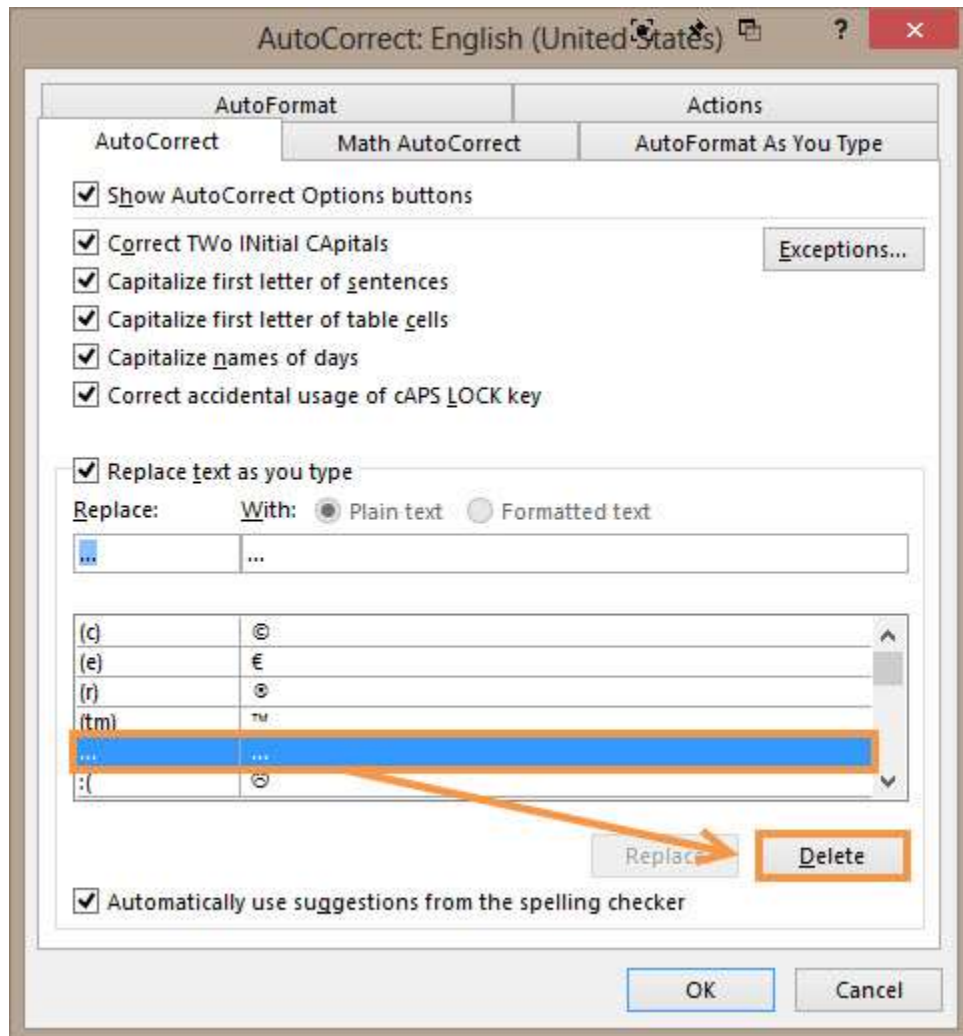 AutoCorrect: English (United States) ?
AutoFormat Actions
AutoCorrect Math AutoCorrect AutoFormat As You Type
Show AutoCorrect Options buttons
Correct TWo INitial CApitals Exceptions...
Capitalize first letter of sentences
Capitalize first letter of table cells
Capitalize names of days
Correct accidental usage of cAPS LOCK key
Replace text as you type
Replace: With: Plain text Formatted text
... ...
(c) ©
(e) €
(r) ®
(tm) ™
... ...
:( ☹
Replace Delete
Automatically use suggestions from the spelling checker
OK Cancel